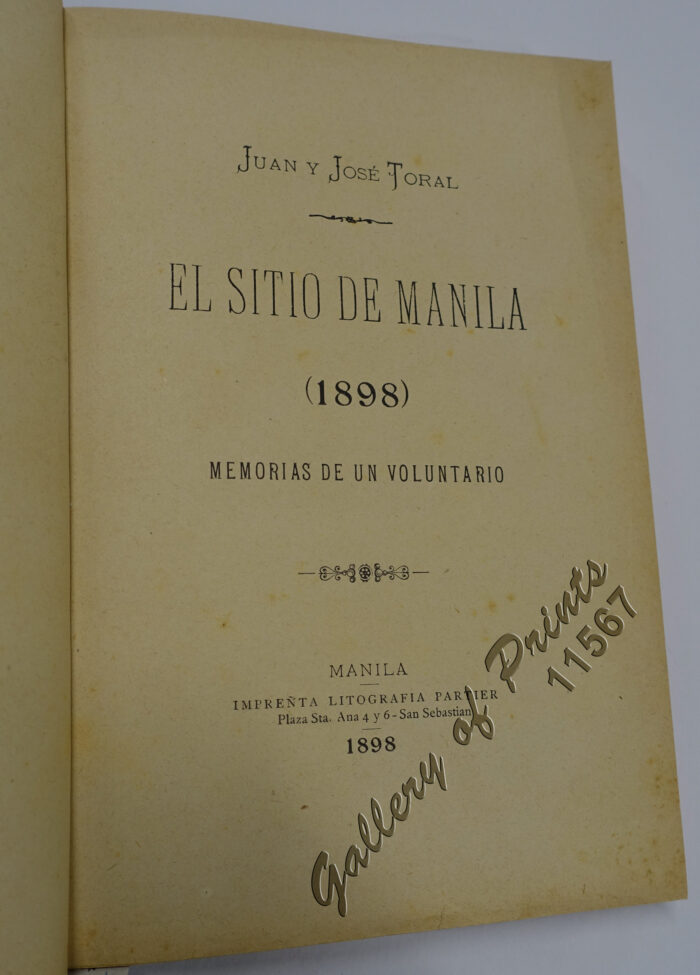 JUAN Y JOSÉ TORAL
EL SITIO DE MANILA
(1898)
MEMORIAS DE UN VOLUNTARIO
MANILA
IMPREÑTA LITOGRAFIA PARTIER
Plaza Sta. Ana 4 y 6-San Sebastian
1898
Gallery of Prints
11567